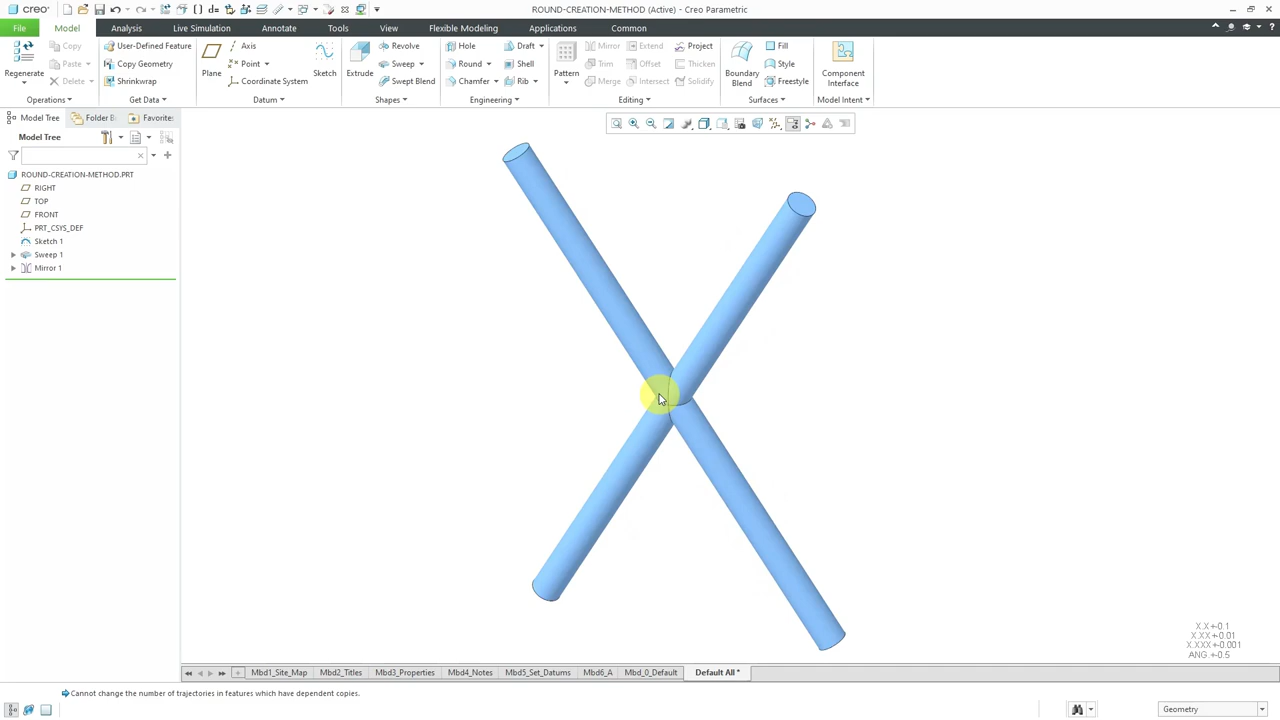 creo
ROUND-CREATION-METHOD (Active) - Creo Parametric
File Model Analysis Annotate Live Simulation Tools View Flexible Modeling Applications Common
Copy User-Defined Feature Axis Revolve Hole Draft Mirror Extend Project Fill
Regenerate Paste Copy Geometry Plane Point Sketch Extrude Sweep Round Shell Pattern Trim Offset Thicken Boundary Blend Style Component Interface
Delete Shrinkwrap Coordinate System Swept Blend Chamfer Rib Merge Intersect Solidify Freestyle
Operations Get Data Datum Shapes Engineering Editing Surfaces Model Intent
Model Tree Folder B Favorite:
Model Tree
ROUND-CREATION-METHOD.PRT
RIGHT
TOP
FRONT
PRT_CSYS_DEF
Sketch 1
Sweep 1
Mirror 1
X.X +-0.1
X.XX +-0.01
X.XXX +-0.001
ANG. +-0.5
Mbd1_Site_Map Mbd2_Titles Mbd3_Properties Mbd4_Notes Mbd5_Set_Datums Mbd6_A Mbd_0_Default Default All *
Cannot change the number of trajectories in features which have dependent copies.
Geometry